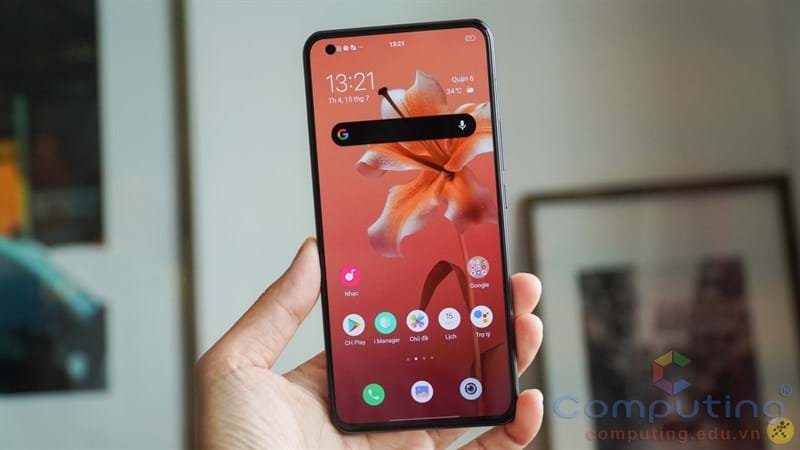 13:21
13:21
Th 4, 15 th 7
Quận 6
34°C
Nhạc
Google
15
CH Play
i Manager
Chủ đề
Lịch
Trợ lý
Computing
®
computing.edu.vn